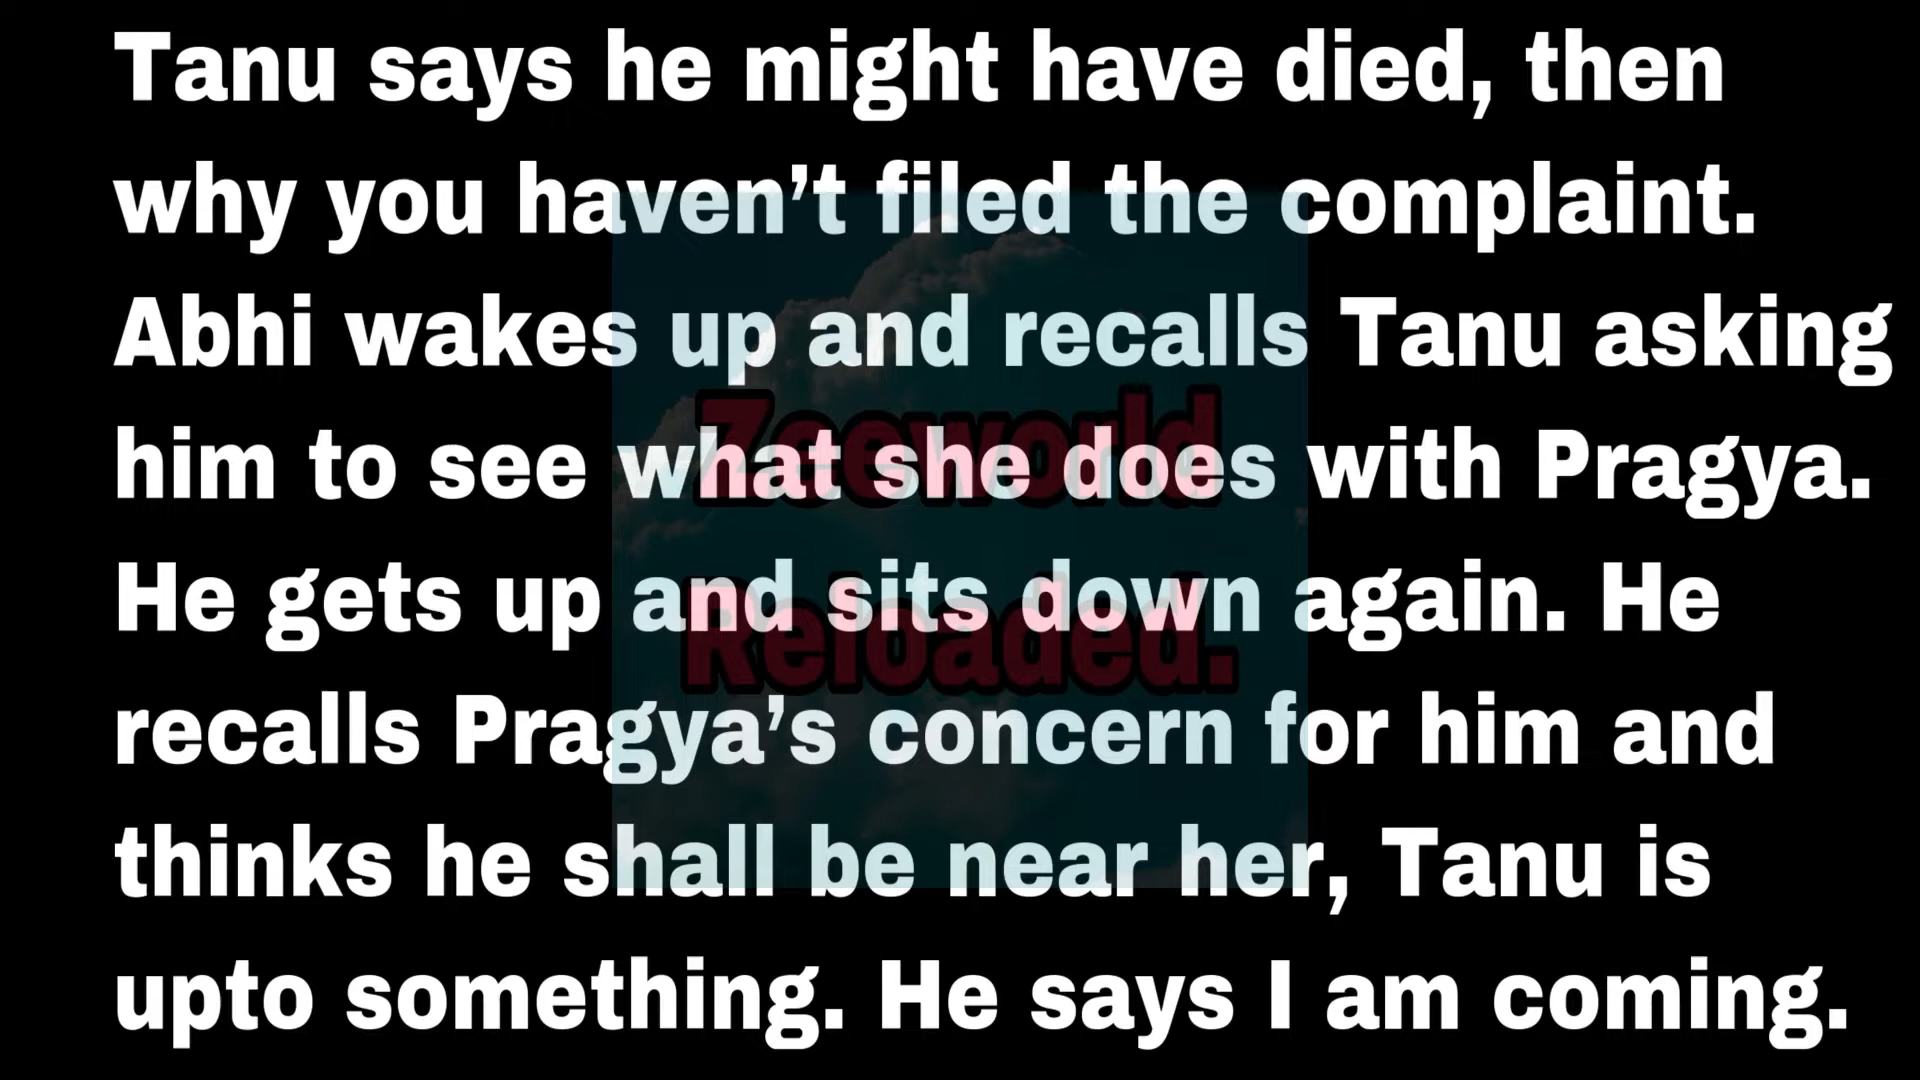 Tanu says he might have died, then
why you haven’t filed the complaint.
Abhi wakes up and recalls Tanu asking
him to see what she does with Pragya.
He gets up and sits down again. He
recalls Pragya’s concern for him and
thinks he shall be near her, Tanu is
upto something. He says I am coming.
Zeeworld
Reloaded.